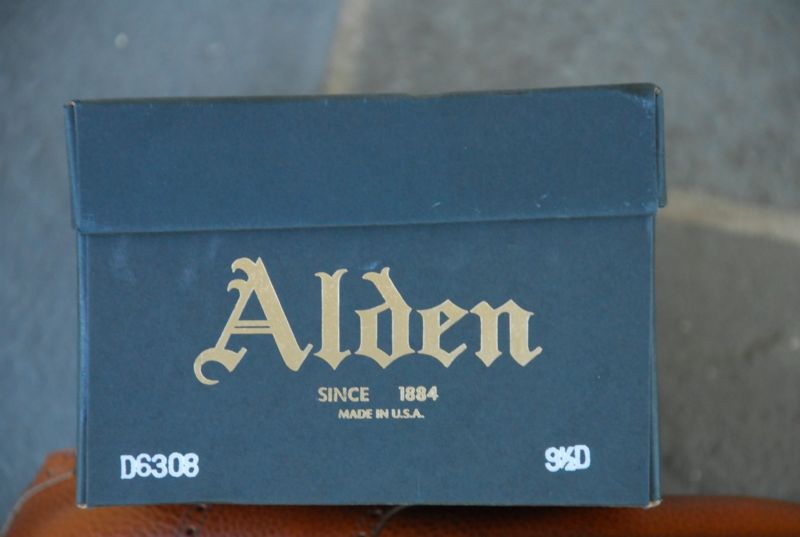 Alden
SINCE 1884
MADE IN U.S.A.
D6308 9½D